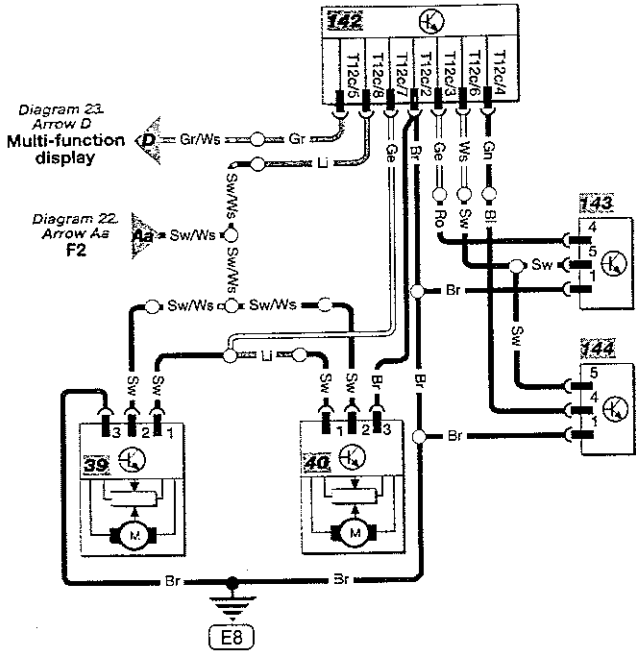 142
T12c/5
T12c/8
T12c/7
T12c/2
T12c/3
T12c/6
T12c/4
Diagram 23.
Arrow D
Multi-function
display
D
Gr/Ws
Gr
Li
Ge
Br
Ge
Ws
Gn
Sw/Ws
Diagram 22.
Arrow Aa
F2
Aa
Sw/Ws
Sw/Ws
Ro
Sw
Bl
143
4
5
1
Sw
Br
Sw/Ws
Sw/Ws
Li
Sw
144
5
4
1
Sw
Sw
Sw
Sw
Br
Br
Br
3
2
1
39
M
1
2
3
40
M
Br
Br
E8